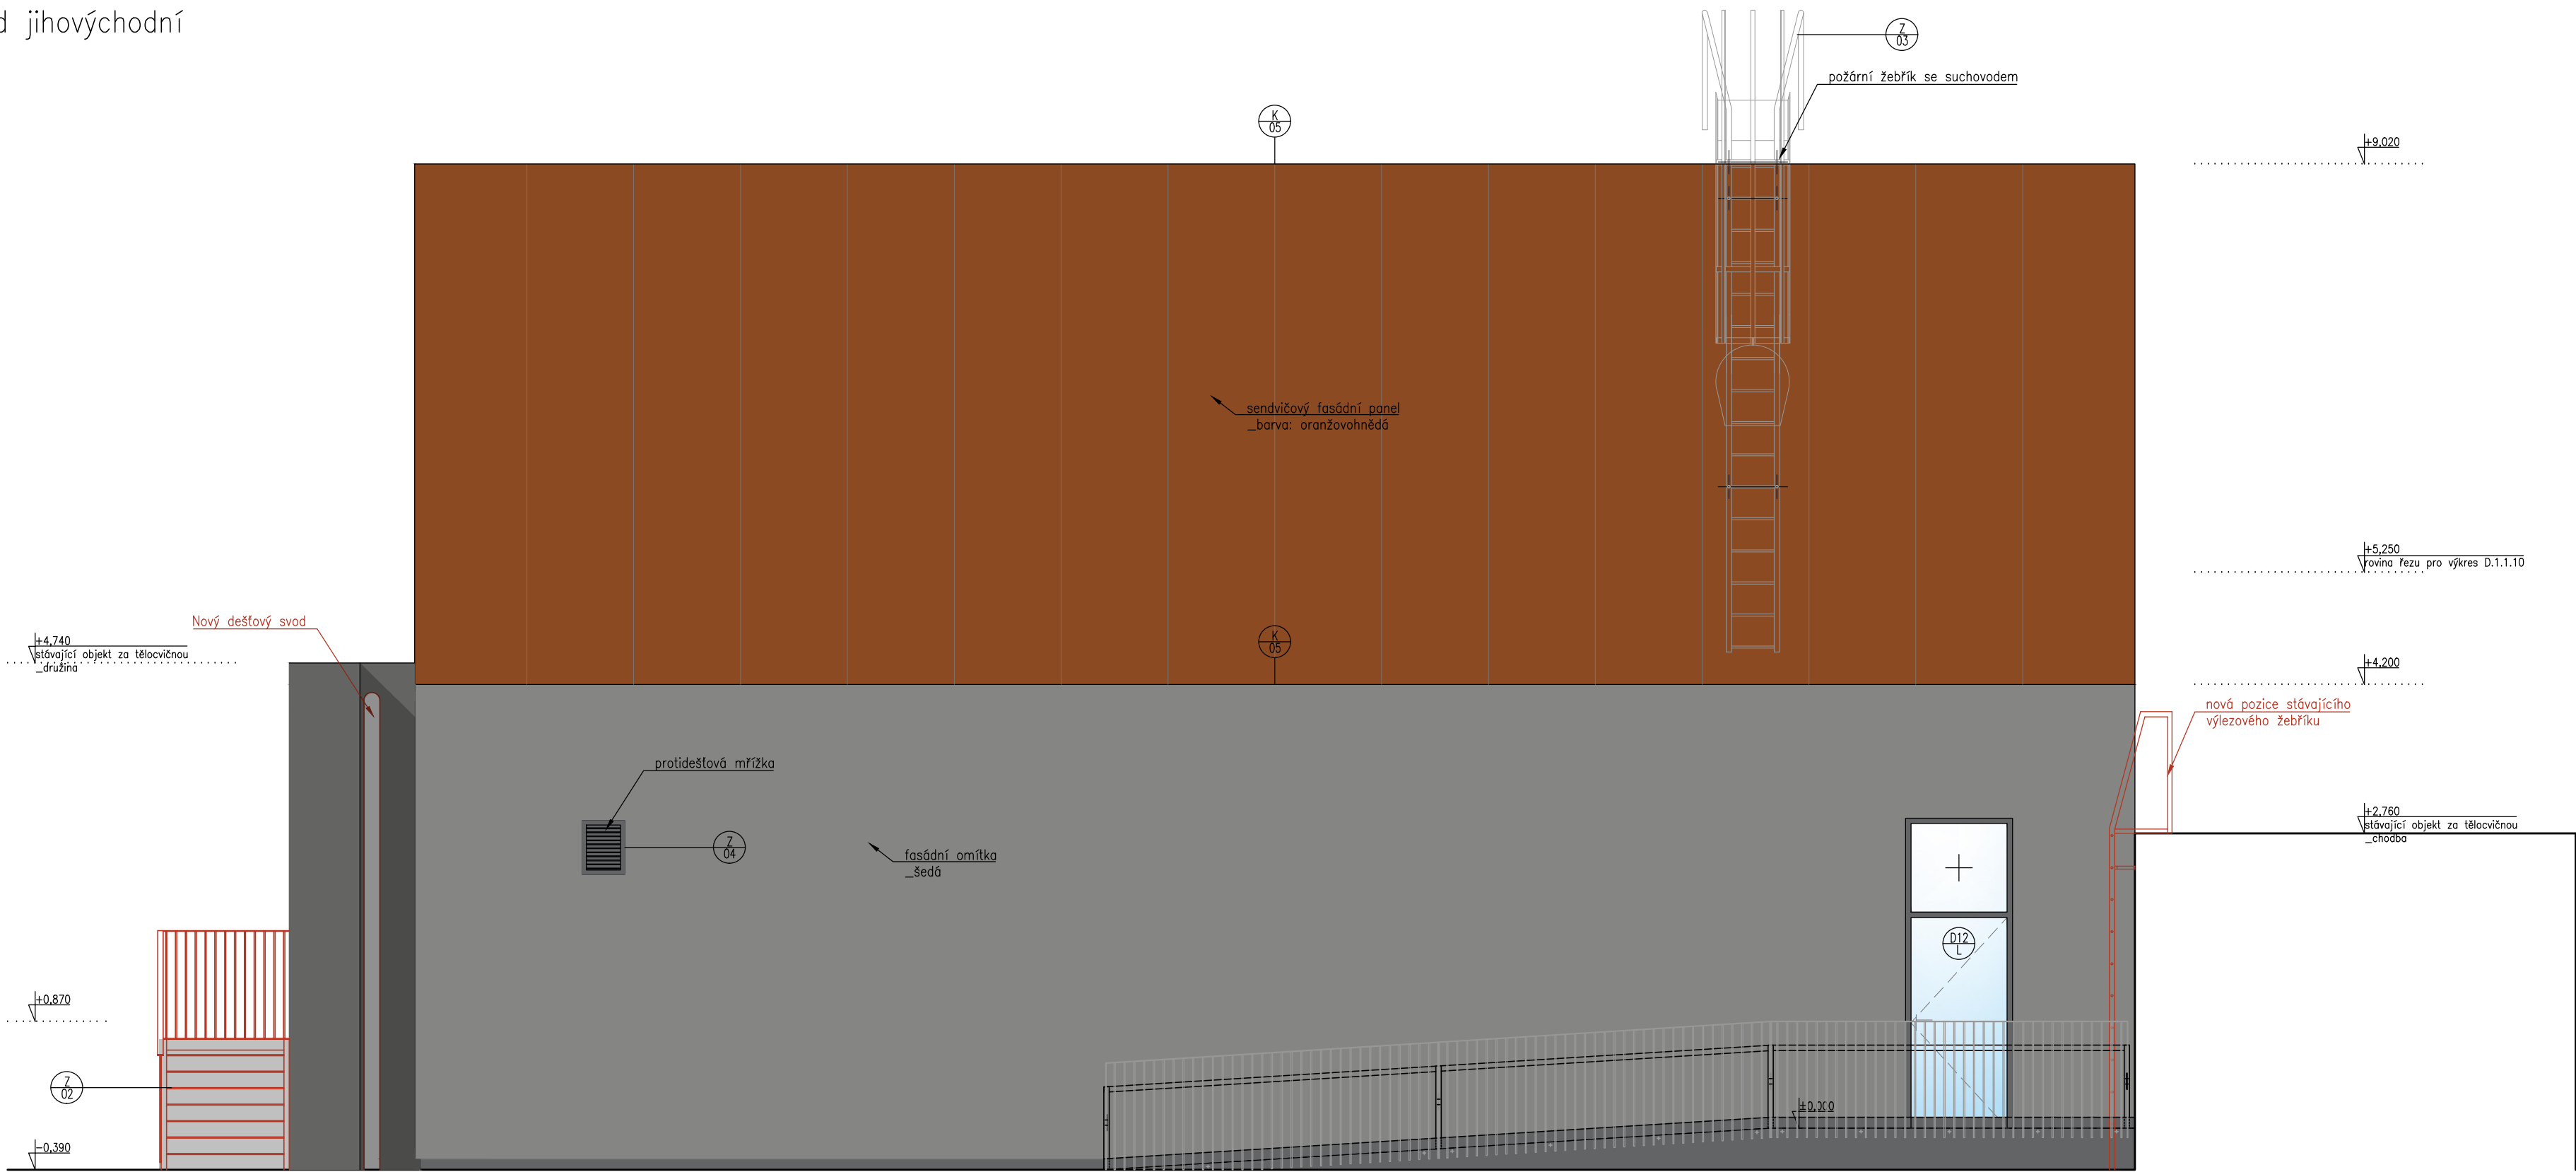 d jihovýchodní
Z
03
požární žebřík se suchovodem
K
05
+9,020
sendvičový fasádní panel
_barva: oranžovohnědá
+5,250
rovina řezu pro výkres D.1.1.10
Nový dešťový svod
+4,740
stávající objekt za tělocvičnou
_družina
K
05
+4,200
nová pozice stávajícího
výlezového žebříku
protidešťová mřížka
Z
04
fasádní omítka
_šedá
+2,760
stávající objekt za tělocvičnou
_chodba
D12
L
+0,870
Z
02
±0,000
-0,390